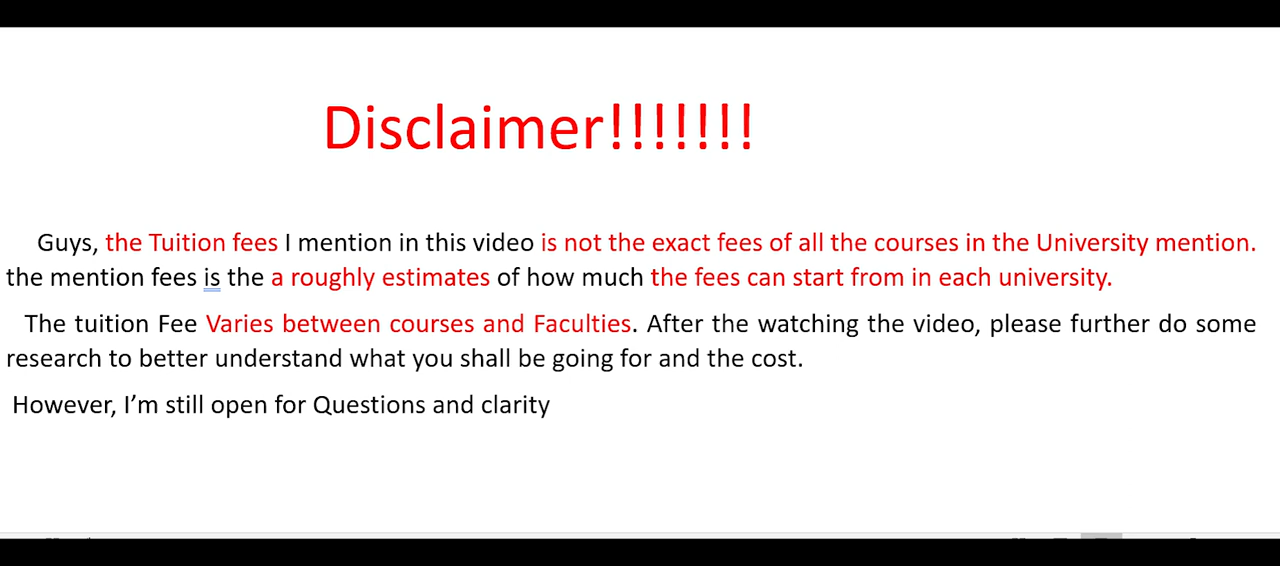 Disclaimer!!!!!!!
Guys, the Tuition fees I mention in this video is not the exact fees of all the courses in the University mention.
the mention fees is the a roughly estimates of how much the fees can start from in each university.
The tuition Fee Varies between courses and Faculties. After the watching the video, please further do some
research to better understand what you shall be going for and the cost.
However, I’m still open for Questions and clarity